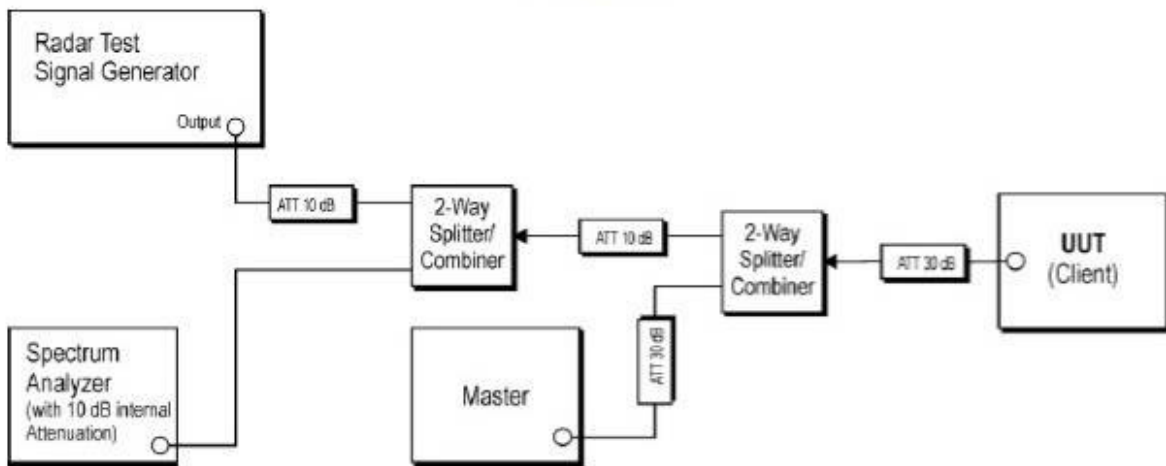 Radar Test
Signal Generator
Output
ATT 10 dB
2-Way
Splitter/
Combiner
ATT 10 dB
2-Way
Splitter/
Combiner
ATT 30 dB
UUT
(Client)
Spectrum
Analyzer
(with 10 dB internal
Attenuation)
Master
ATT 30 dB